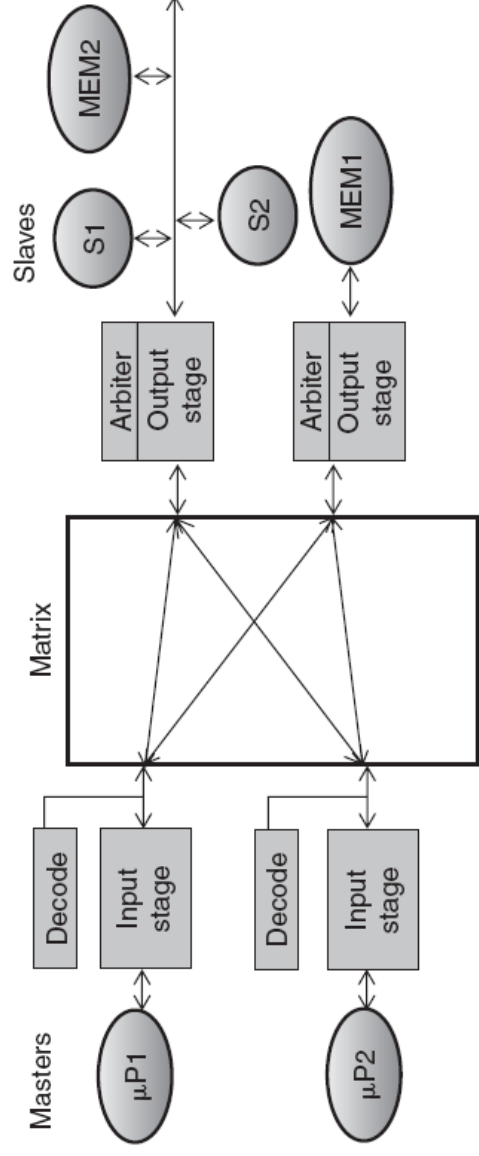 Masters
Matrix
Slaves
µP1
Decode
Input
stage
Arbiter
Output
stage
S1
MEM2
S2
µP2
Decode
Input
stage
Arbiter
Output
stage
MEM1